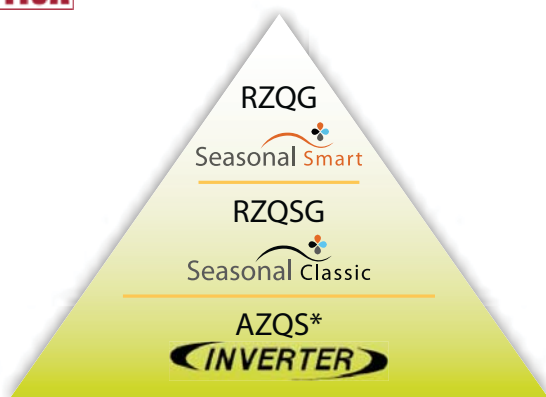 RZQG
Seasonal Smart
RZQSG
Seasonal Classic
AZQS*
INVERTER